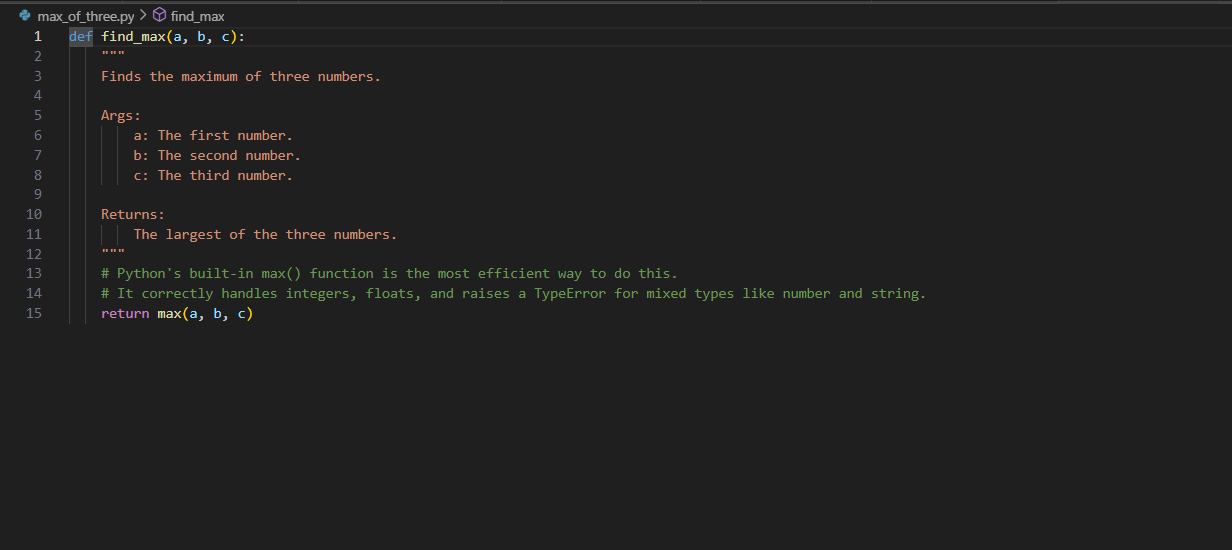 max_of_three.py > find_max
1 def find_max(a, b, c):
2 """
3 Finds the maximum of three numbers.
4
5 Args:
6 a: The first number.
7 b: The second number.
8 c: The third number.
9
10 Returns:
11 The largest of the three numbers.
12 """
13 # Python's built-in max() function is the most efficient way to do this.
14 # It correctly handles integers, floats, and raises a TypeError for mixed types like number and string.
15 return max(a, b, c)